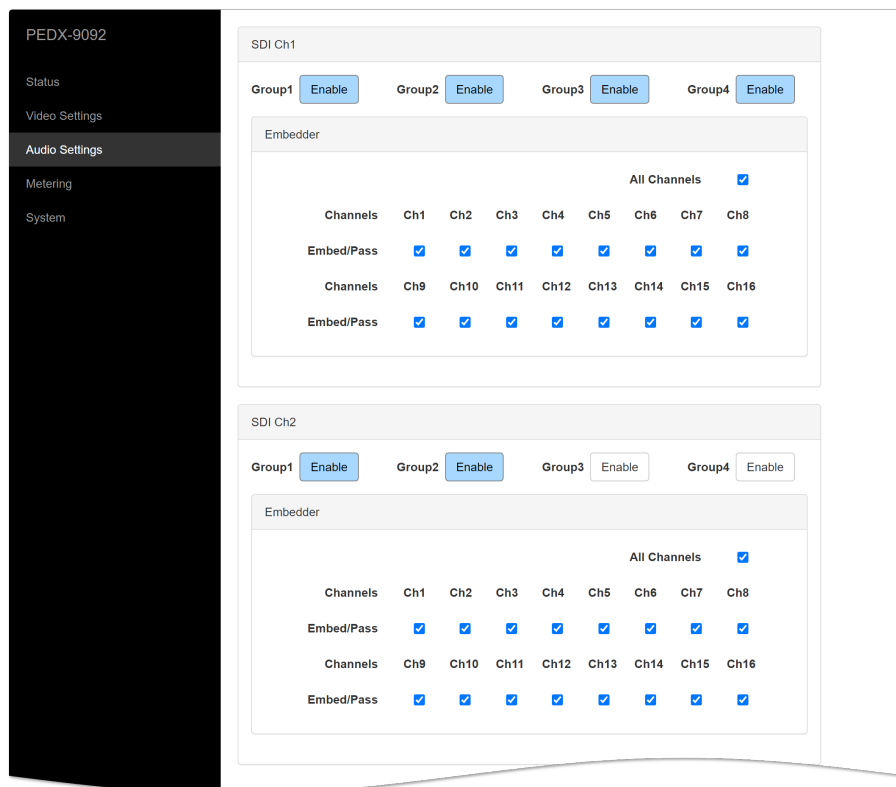 PEDX-9092
Status
Video Settings
Audio Settings
Metering
System
SDI Ch1
Group1 Enable Group2 Enable Group3 Enable Group4 Enable
Embedder
All Channels
Channels Ch1 Ch2 Ch3 Ch4 Ch5 Ch6 Ch7 Ch8
Embed/Pass
Channels Ch9 Ch10 Ch11 Ch12 Ch13 Ch14 Ch15 Ch16
Embed/Pass
SDI Ch2
Group1 Enable Group2 Enable Group3 Enable Group4 Enable
Embedder
All Channels
Channels Ch1 Ch2 Ch3 Ch4 Ch5 Ch6 Ch7 Ch8
Embed/Pass
Channels Ch9 Ch10 Ch11 Ch12 Ch13 Ch14 Ch15 Ch16
Embed/Pass